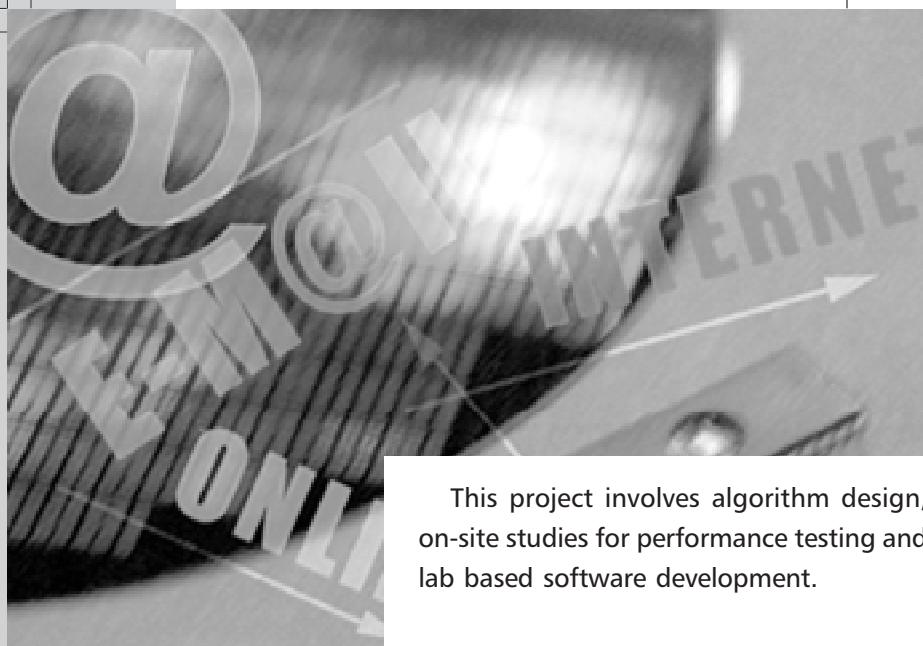 @
E-M@il
INTERNET
ONLI
This project involves algorithm design,
on-site studies for performance testing and
lab based software development.